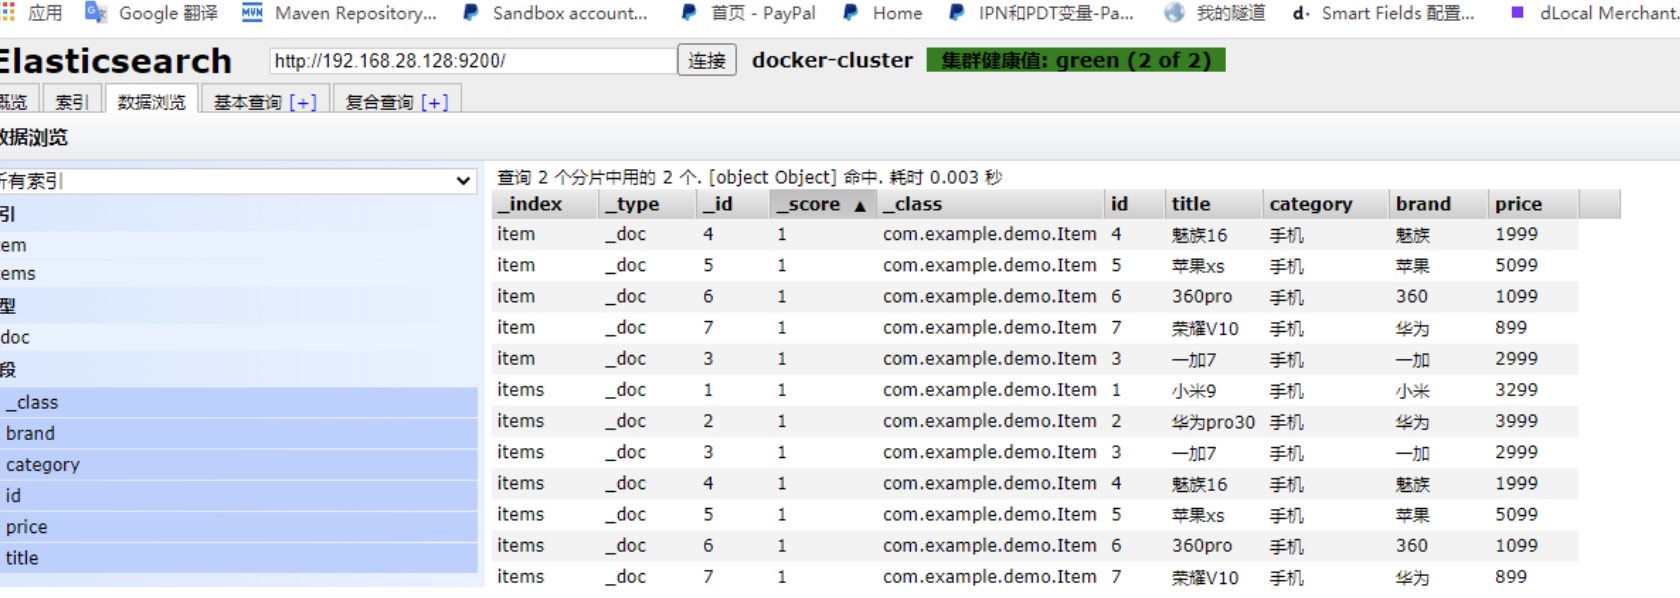 应用 Google 翻译 Maven Repository... Sandbox account... 首页 - PayPal Home IPN和PDT变量-Pa... 我的隧道 d· Smart Fields 配置... dLocal Merchant.
Elasticsearch http://192.168.28.128:9200/ 连接 docker-cluster 集群健康值: green (2 of 2)
概览 索引 数据浏览 基本查询 [+] 复合查询 [+]
数据浏览
所有索引 查询 2 个分片中用的 2 个. [object Object] 命中. 耗时 0.003 秒
引
em
ems
型
doc
段
_class
brand
category
id
price
title
_index _type _id _score ▲ _class id title category brand price
item _doc 4 1 com.example.demo.Item 4 魅族16 手机 魅族 1999
item _doc 5 1 com.example.demo.Item 5 苹果xs 手机 苹果 5099
item _doc 6 1 com.example.demo.Item 6 360pro 手机 360 1099
item _doc 7 1 com.example.demo.Item 7 荣耀V10 手机 华为 899
item _doc 3 1 com.example.demo.Item 3 一加7 手机 一加 2999
items _doc 1 1 com.example.demo.Item 1 小米9 手机 小米 3299
items _doc 2 1 com.example.demo.Item 2 华为pro30 手机 华为 3999
items _doc 3 1 com.example.demo.Item 3 一加7 手机 一加 2999
items _doc 4 1 com.example.demo.Item 4 魅族16 手机 魅族 1999
items _doc 5 1 com.example.demo.Item 5 苹果xs 手机 苹果 5099
items _doc 6 1 com.example.demo.Item 6 360pro 手机 360 1099
items _doc 7 1 com.example.demo.Item 7 荣耀V10 手机 华为 899